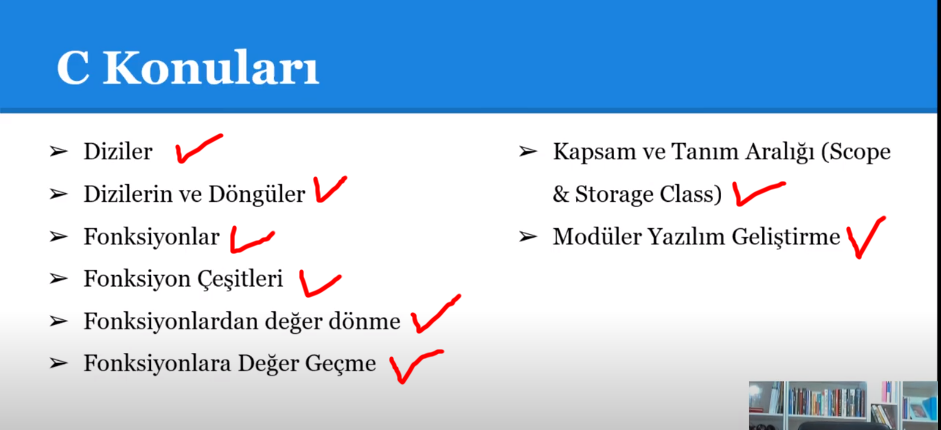 C Konuları
➢ Diziler
➢ Dizilerin ve Döngüler
➢ Fonksiyonlar
➢ Fonksiyon Çeşitleri
➢ Fonksiyonlardan değer dönme
➢ Fonksiyonlara Değer Geçme
➢ Kapsam ve Tanım Aralığı (Scope
& Storage Class)
➢ Modüler Yazılım Geliştirme